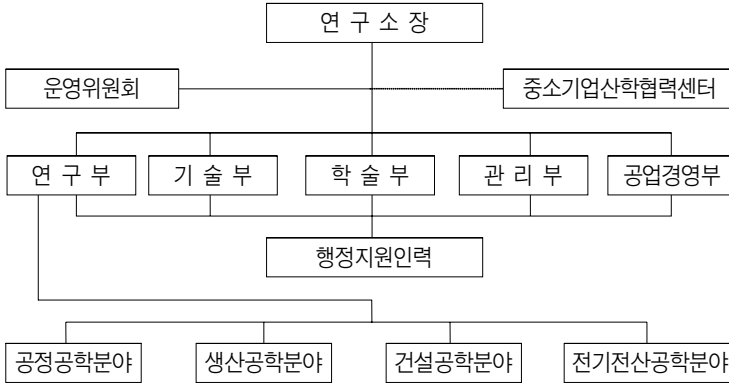 연 구 소 장
운영위원회
중소기업산학협력센터
연 구 부
기 술 부
학 술 부
관 리 부
공업경영부
행정지원인력
공정공학분야
생산공학분야
건설공학분야
전기전산공학분야